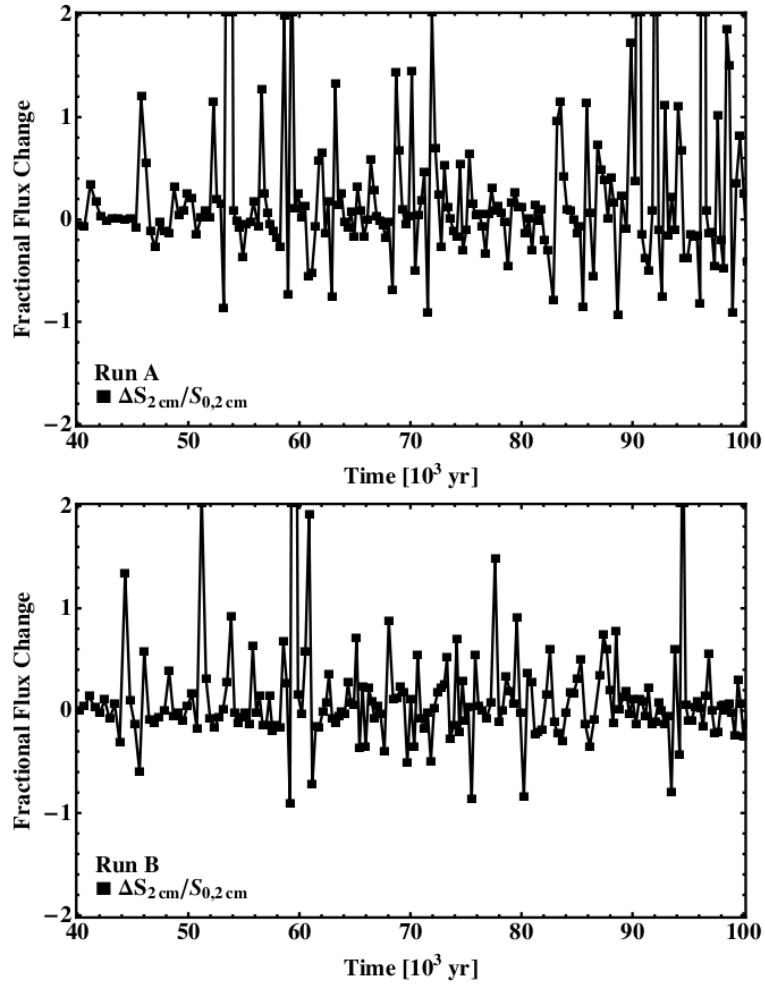 2
1
0
−1
−2
Fractional Flux Change
Run A
■ ΔS2 cm/S0,2 cm
40 50 60 70 80 90 100
Time [10³ yr]
2
1
0
−1
−2
Fractional Flux Change
Run B
■ ΔS2 cm/S0,2 cm
40 50 60 70 80 90 100
Time [10³ yr]